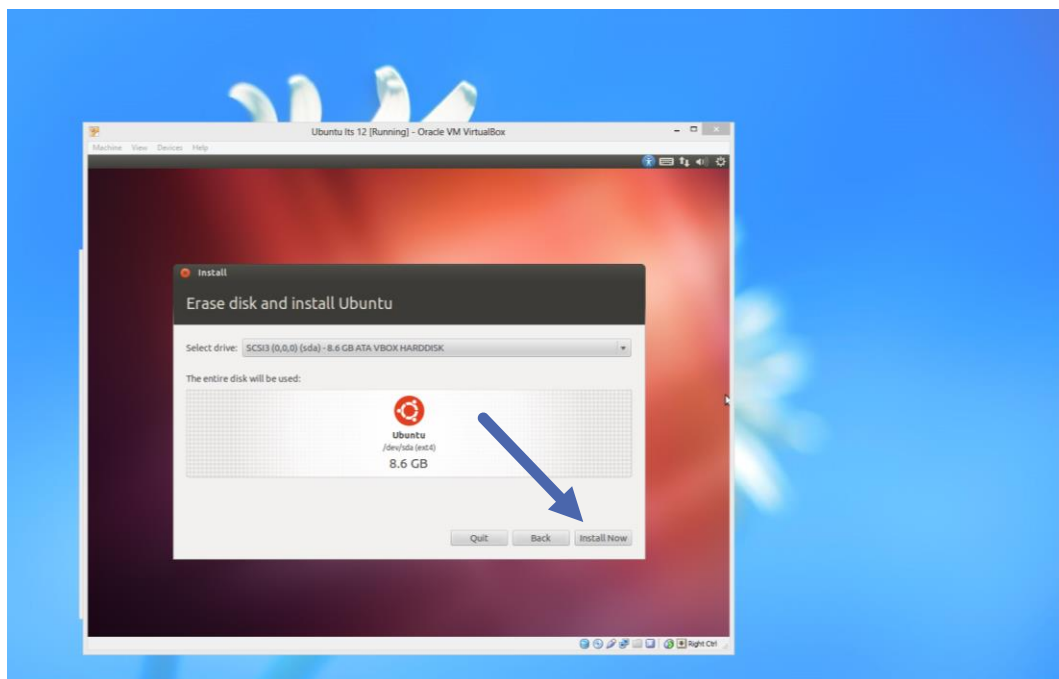 Ubuntu lts 12 [Running] - Oracle VM VirtualBox
Machine View Devices Help
Install
Erase disk and install Ubuntu
Select drive: SCSI3 (0,0,0) (sda) - 8.6 GB ATA VBOX HARDDISK
The entire disk will be used:
Ubuntu
/dev/sda (ext4)
8.6 GB
Quit Back Install Now
Right Ctrl